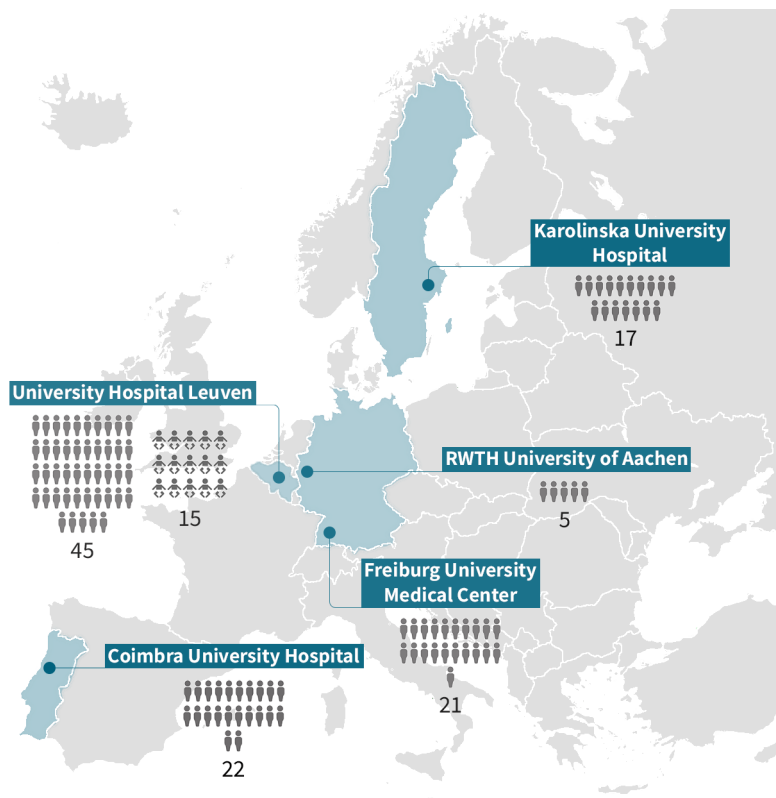 Karolinska University
Hospital
17
University Hospital Leuven
45
15
RWTH University of Aachen
5
Freiburg University
Medical Center
21
Coimbra University Hospital
22